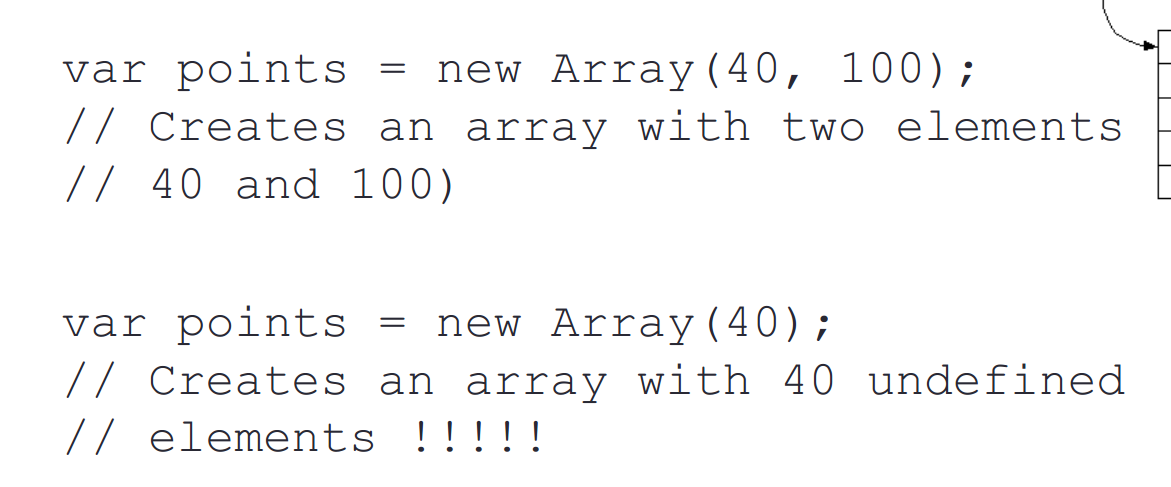 var points = new Array(40, 100);
// Creates an array with two elements
// 40 and 100)
var points = new Array(40);
// Creates an array with 40 undefined
// elements !!!!!